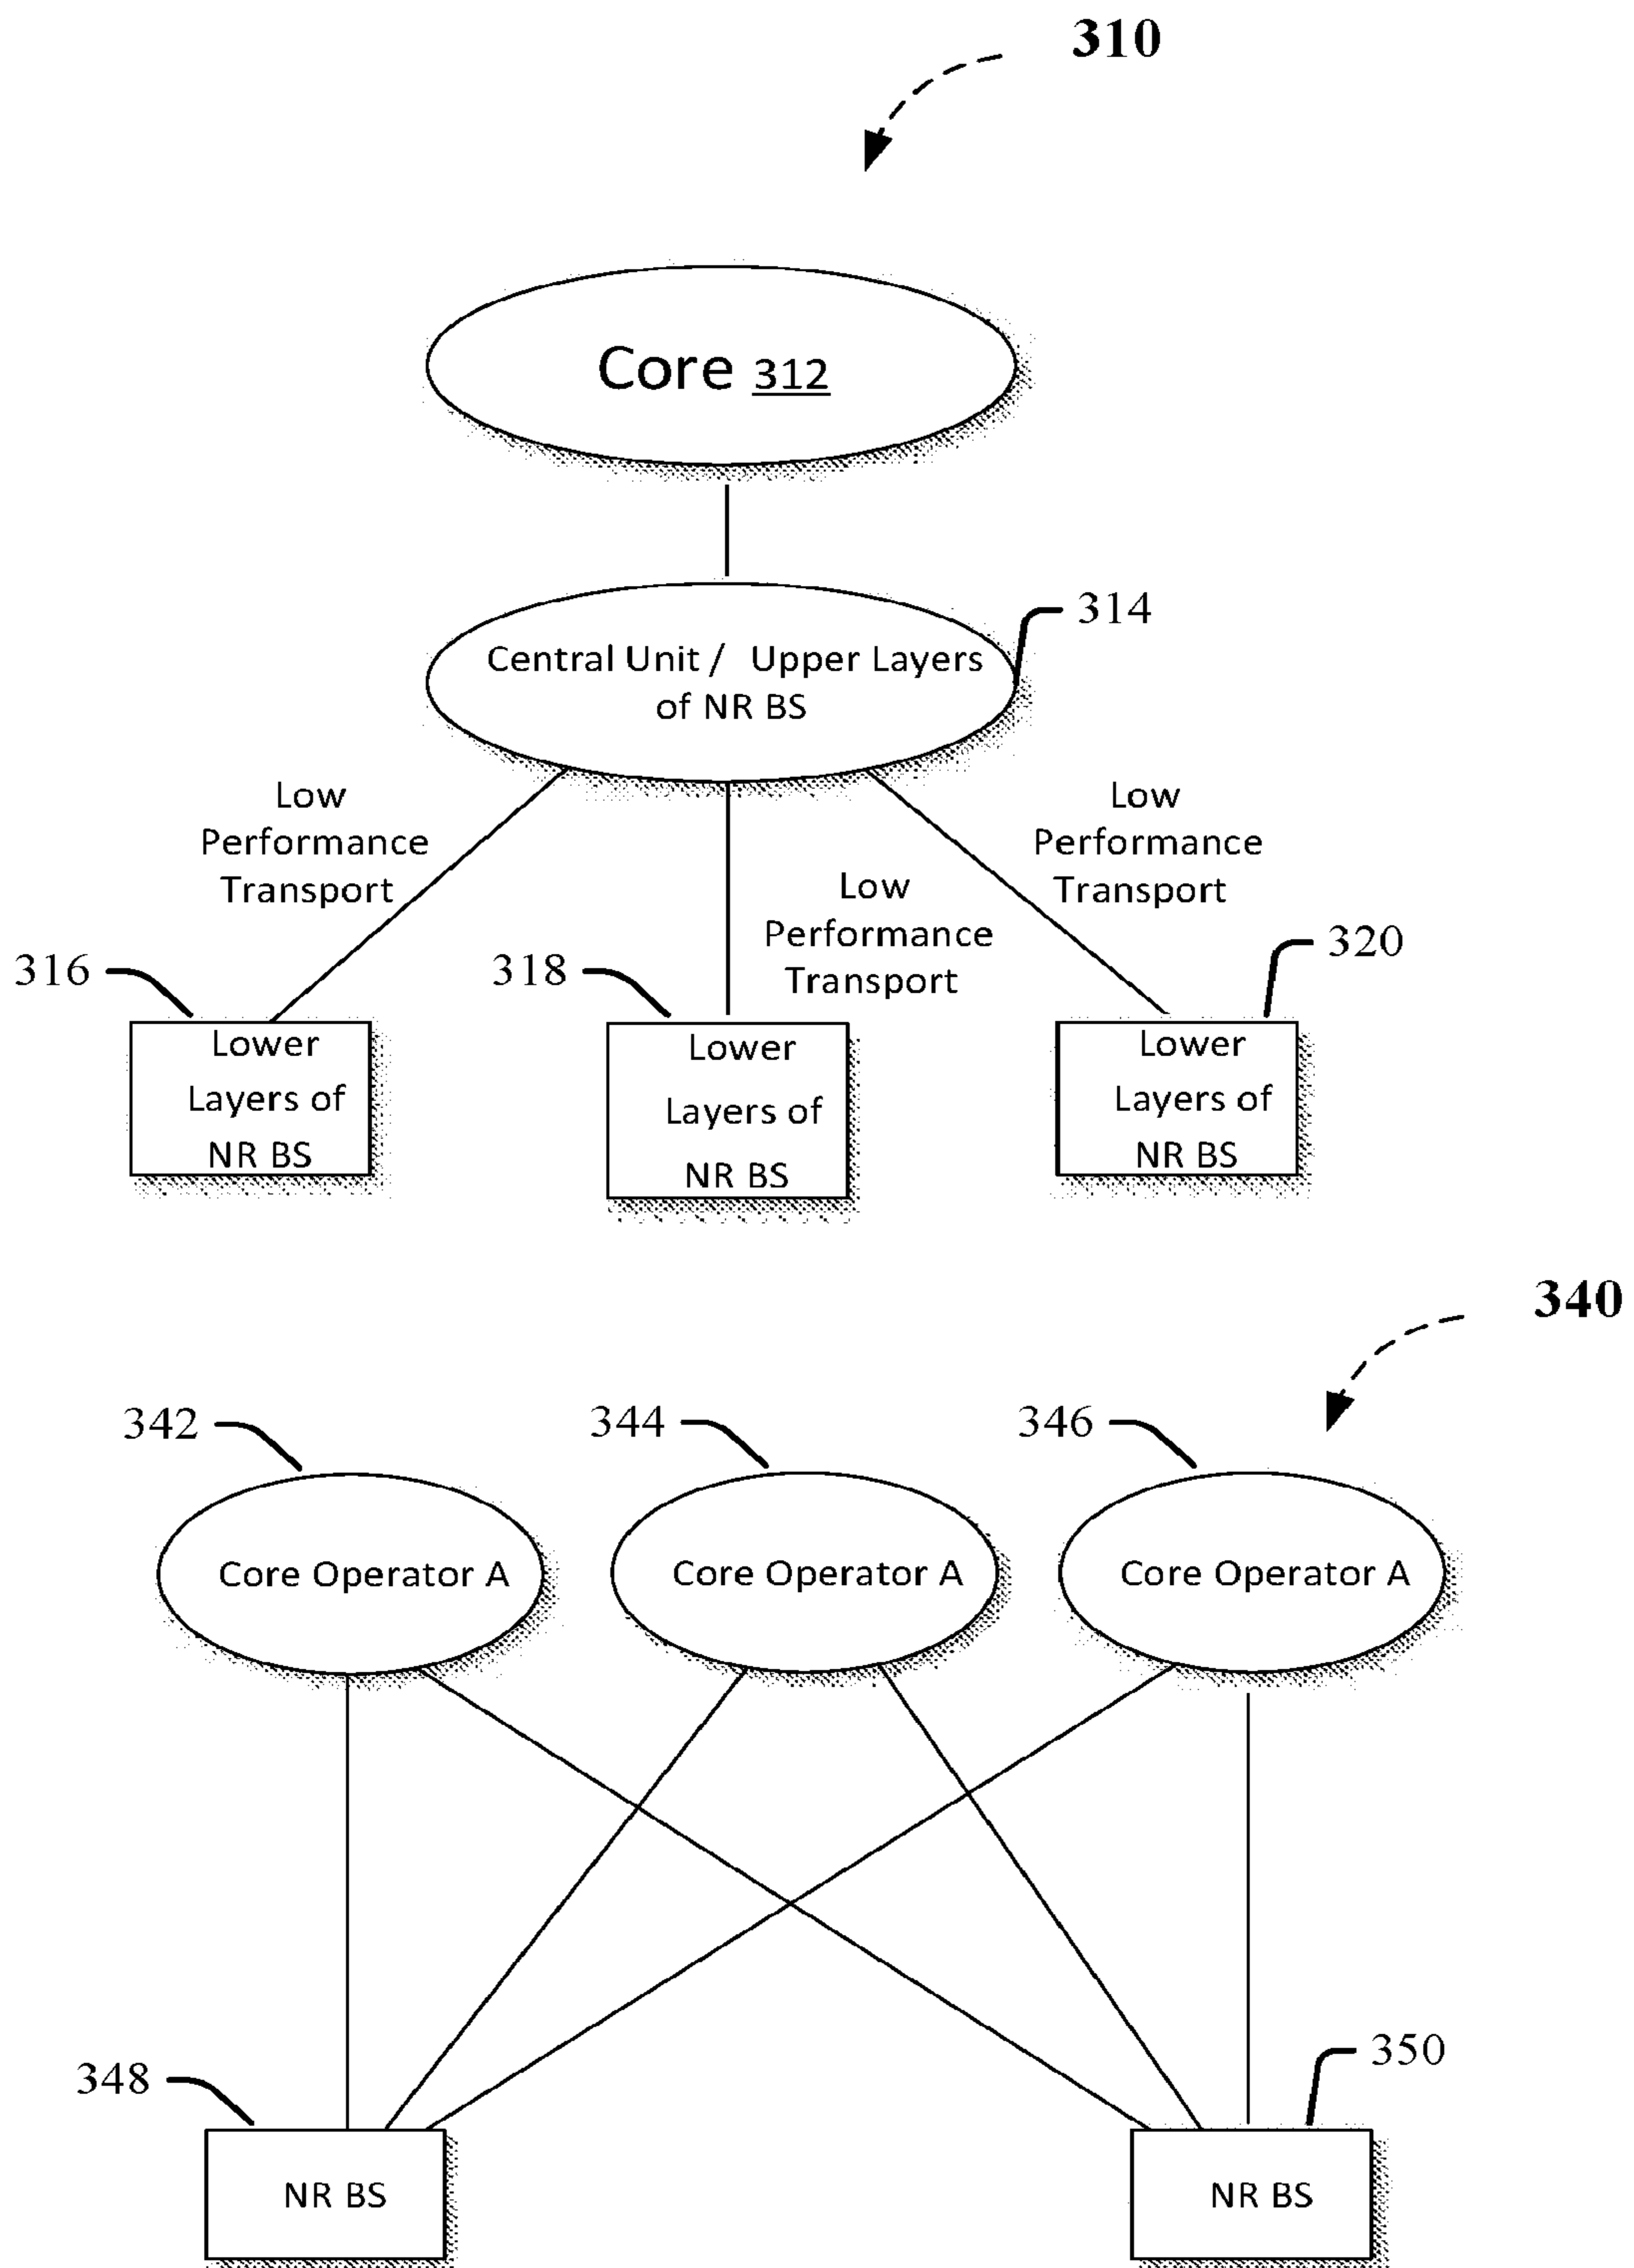 310
Core 312
314
Central Unit / Upper Layers
of NR BS
Low
Performance
Transport
Low
Performance
Transport
Low
Performance
Transport
316
318
320
Lower
Layers of
NR BS
Lower
Layers of
NR BS
Lower
Layers of
NR BS
340
342
344
346
Core Operator A
Core Operator A
Core Operator A
348
350
NR BS
NR BS